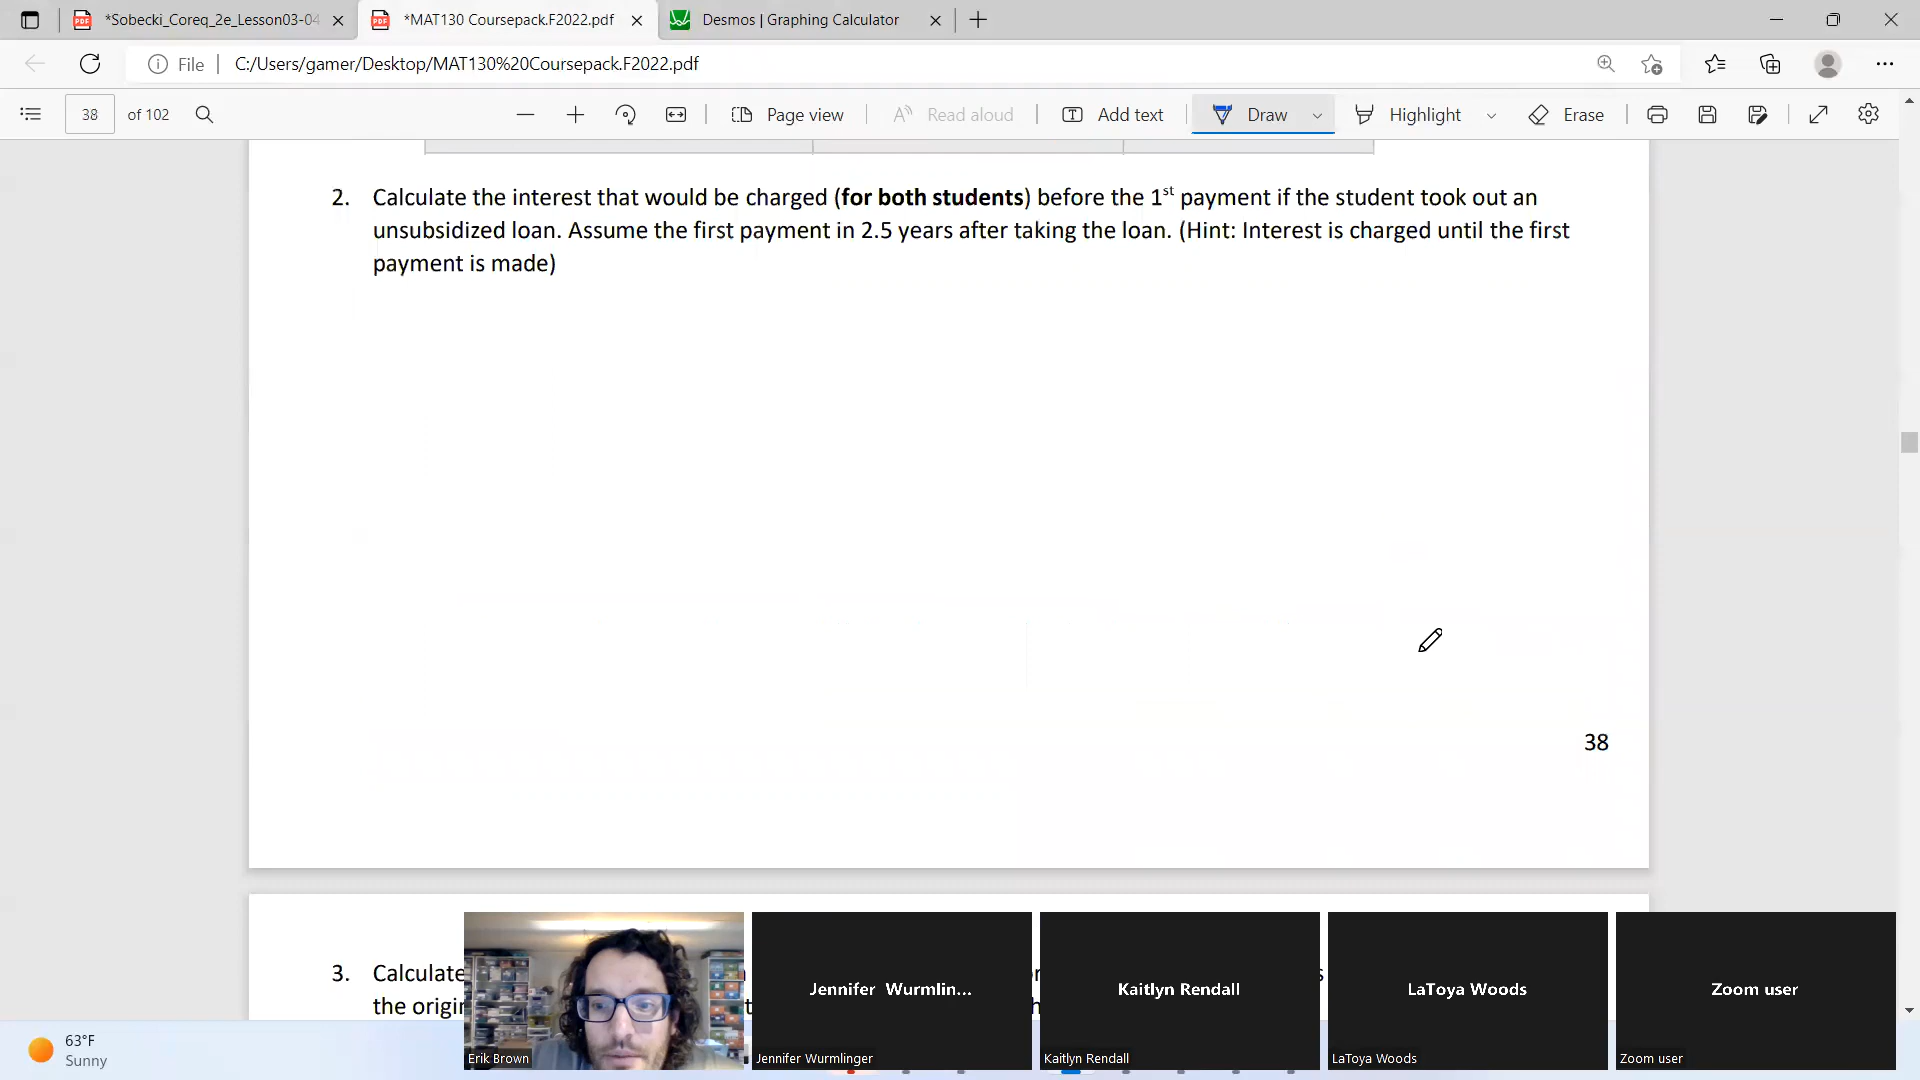 *Sobecki_Coreq_2e_Lesson03-04
*MAT130 Coursepack.F2022.pdf
Desmos | Graphing Calculator
File
C:/Users/gamer/Desktop/MAT130%20Coursepack.F2022.pdf
38 of 102
Page view
Read aloud
Add text
Draw
Highlight
Erase
2. Calculate the interest that would be charged (for both students) before the 1st payment if the student took out an
unsubsidized loan. Assume the first payment in 2.5 years after taking the loan. (Hint: Interest is charged until the first
payment is made)
38
3. Calculate
the origin
Jennifer Wurmlin...
Kaitlyn Rendall
LaToya Woods
Zoom user
Erik Brown
Jennifer Wurmlinger
Kaitlyn Rendall
LaToya Woods
Zoom user
63°F
Sunny